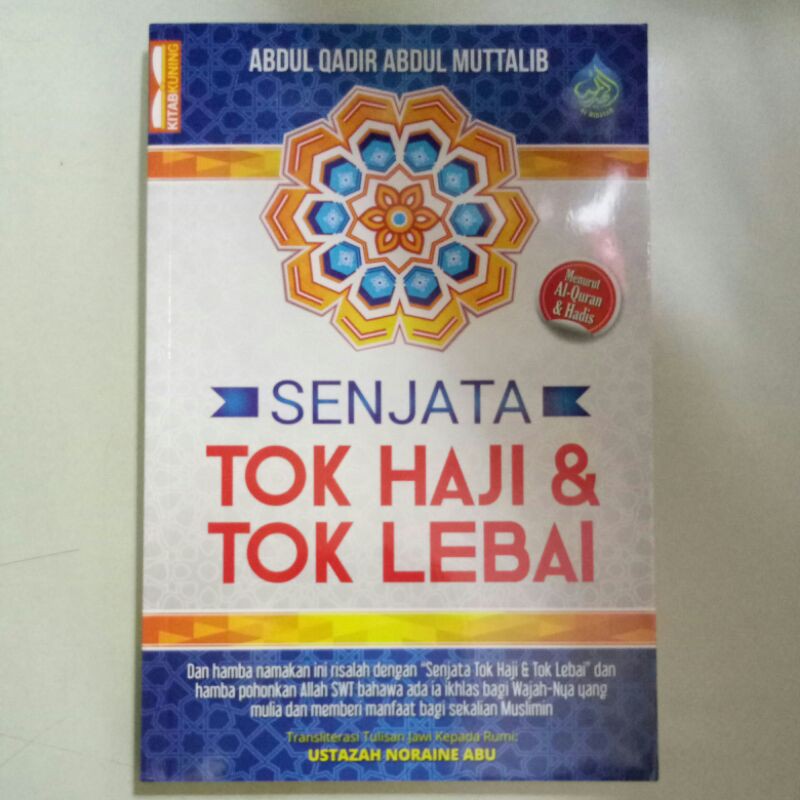 KITAB KUNING
ABDUL QADIR ABDUL MUTTALIB
AL HIDAYAH
Menurut
Al-Quran
& Hadis
SENJATA
TOK HAJI &
TOK LEBAI
Dan hamba namakan ini risalah dengan "Senjata Tok Haji & Tok Lebai" dan
hamba pohonkan Allah SWT bahawa ada ia ikhlas bagi Wajah-Nya yang
mulia dan memberi manfaat bagi sekalian Muslimin
Transliterasi Tulisan Jawi Kepada Rumi:
USTAZAH NORAINE ABU